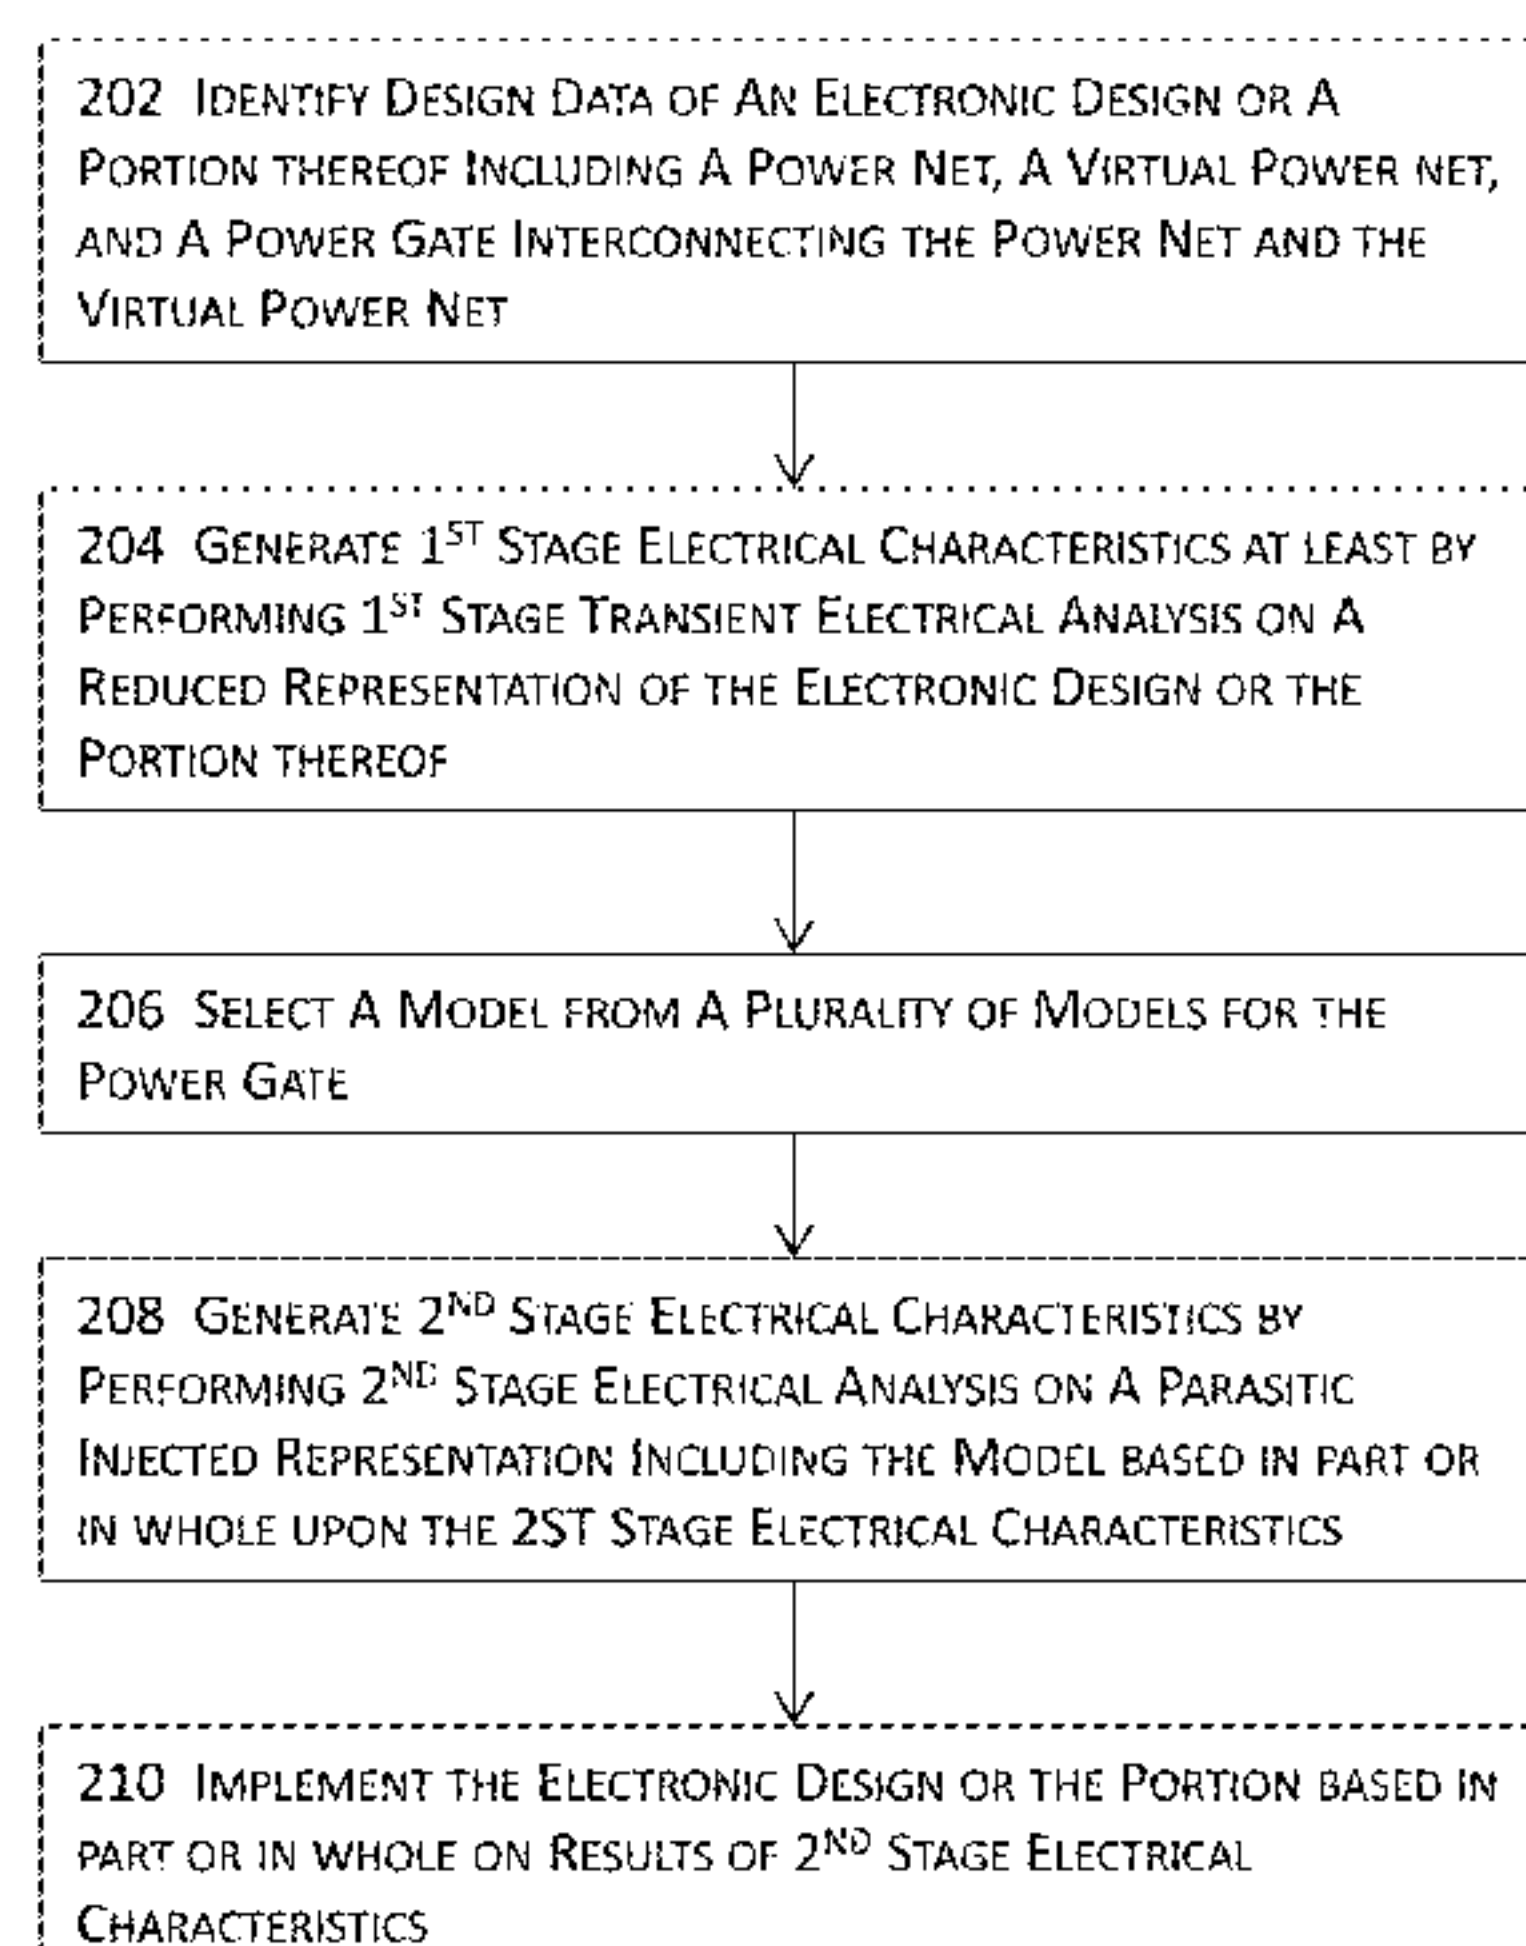 202 IDENTIFY DESIGN DATA OF AN ELECTRONIC DESIGN OR A
PORTION THEREOF INCLUDING A POWER NET, A VIRTUAL POWER NET,
AND A POWER GATE INTERCONNECTING THE POWER NET AND THE
VIRTUAL POWER NET
204 GENERATE 1ST STAGE ELECTRICAL CHARACTERISTICS AT LEAST BY
PERFORMING 1ST STAGE TRANSIENT ELECTRICAL ANALYSIS ON A
REDUCED REPRESENTATION OF THE ELECTRONIC DESIGN OR THE
PORTION THEREOF
206 SELECT A MODEL FROM A PLURALITY OF MODELS FOR THE
POWER GATE
208 GENERATE 2ND STAGE ELECTRICAL CHARACTERISTICS BY
PERFORMING 2ND STAGE ELECTRICAL ANALYSIS ON A PARASITIC
INJECTED REPRESENTATION INCLUDING THE MODEL BASED IN PART OR
IN WHOLE UPON THE 2ST STAGE ELECTRICAL CHARACTERISTICS
210 IMPLEMENT THE ELECTRONIC DESIGN OR THE PORTION BASED IN
PART OR IN WHOLE ON RESULTS OF 2ND STAGE ELECTRICAL
CHARACTERISTICS